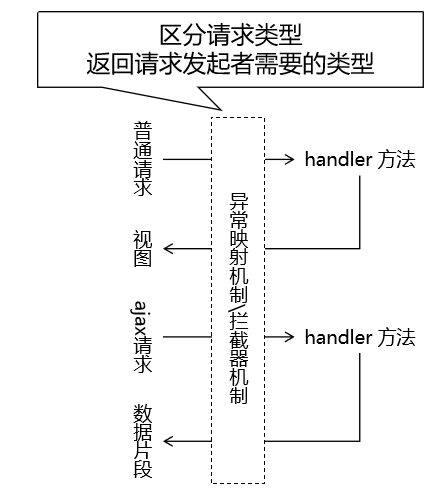 区分请求类型
返回请求发起者需要的类型
普通请求
handler 方法
异常映射机制/拦截器机制
视图
ajax请求
handler 方法
数据片段